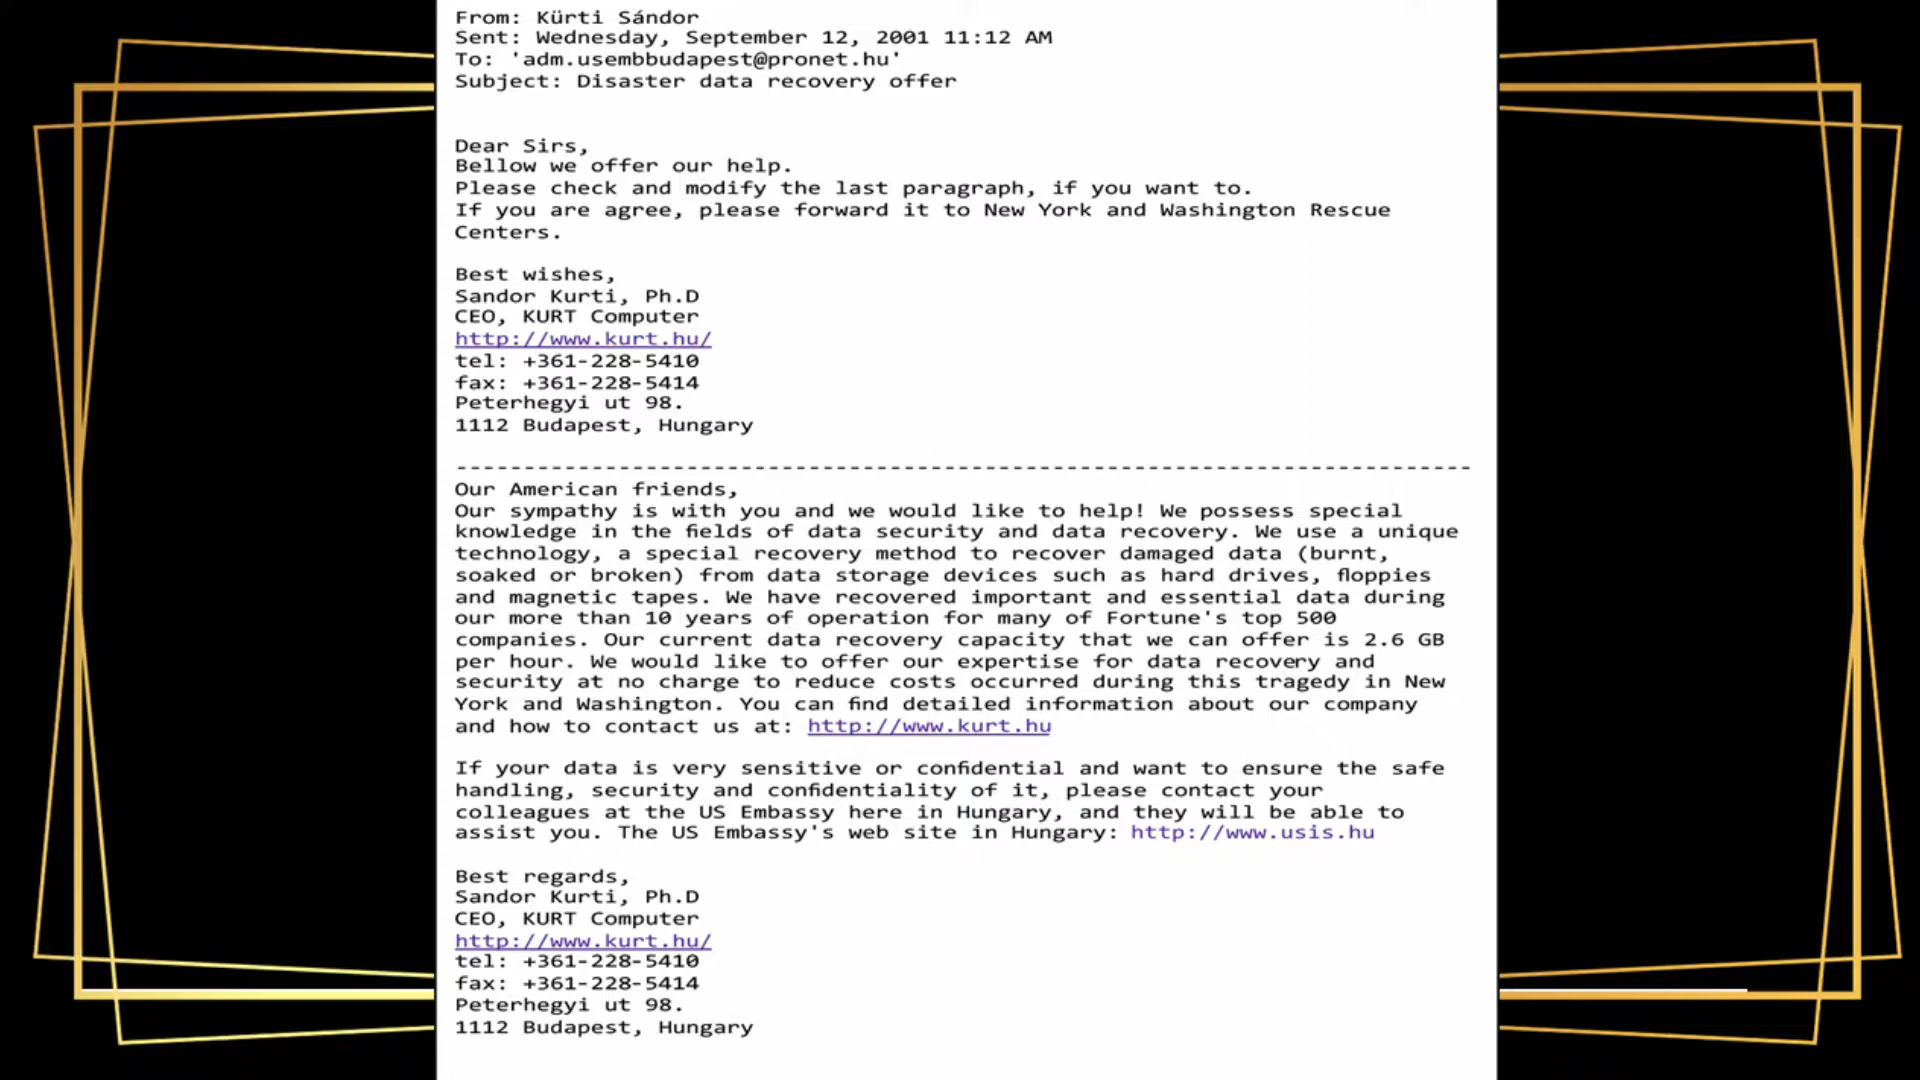 From: Kürti Sándor
Sent: Wednesday, September 12, 2001 11:12 AM
To: 'adm.usembbudapest@pronet.hu'
Subject: Disaster data recovery offer
Dear Sirs,
Bellow we offer our help.
Please check and modify the last paragraph, if you want to.
If you are agree, please forward it to New York and Washington Rescue
Centers.
Best wishes,
Sandor Kurti, Ph.D
CEO, KURT Computer
http://www.kurt.hu/
tel: +361-228-5410
fax: +361-228-5414
Peterhegyi ut 98.
1112 Budapest, Hungary
---------------------------------------------------------------------------
Our American friends,
Our sympathy is with you and we would like to help! We possess special
knowledge in the fields of data security and data recovery. We use a unique
technology, a special recovery method to recover damaged data (burnt,
soaked or broken) from data storage devices such as hard drives, floppies
and magnetic tapes. We have recovered important and essential data during
our more than 10 years of operation for many of Fortune's top 500
companies. Our current data recovery capacity that we can offer is 2.6 GB
per hour. We would like to offer our expertise for data recovery and
security at no charge to reduce costs occurred during this tragedy in New
York and Washington. You can find detailed information about our company
and how to contact us at: http://www.kurt.hu
If your data is very sensitive or confidential and want to ensure the safe
handling, security and confidentiality of it, please contact your
colleagues at the US Embassy here in Hungary, and they will be able to
assist you. The US Embassy's web site in Hungary: http://www.usis.hu
Best regards,
Sandor Kurti, Ph.D
CEO, KURT Computer
http://www.kurt.hu/
tel: +361-228-5410
fax: +361-228-5414
Peterhegyi ut 98.
1112 Budapest, Hungary